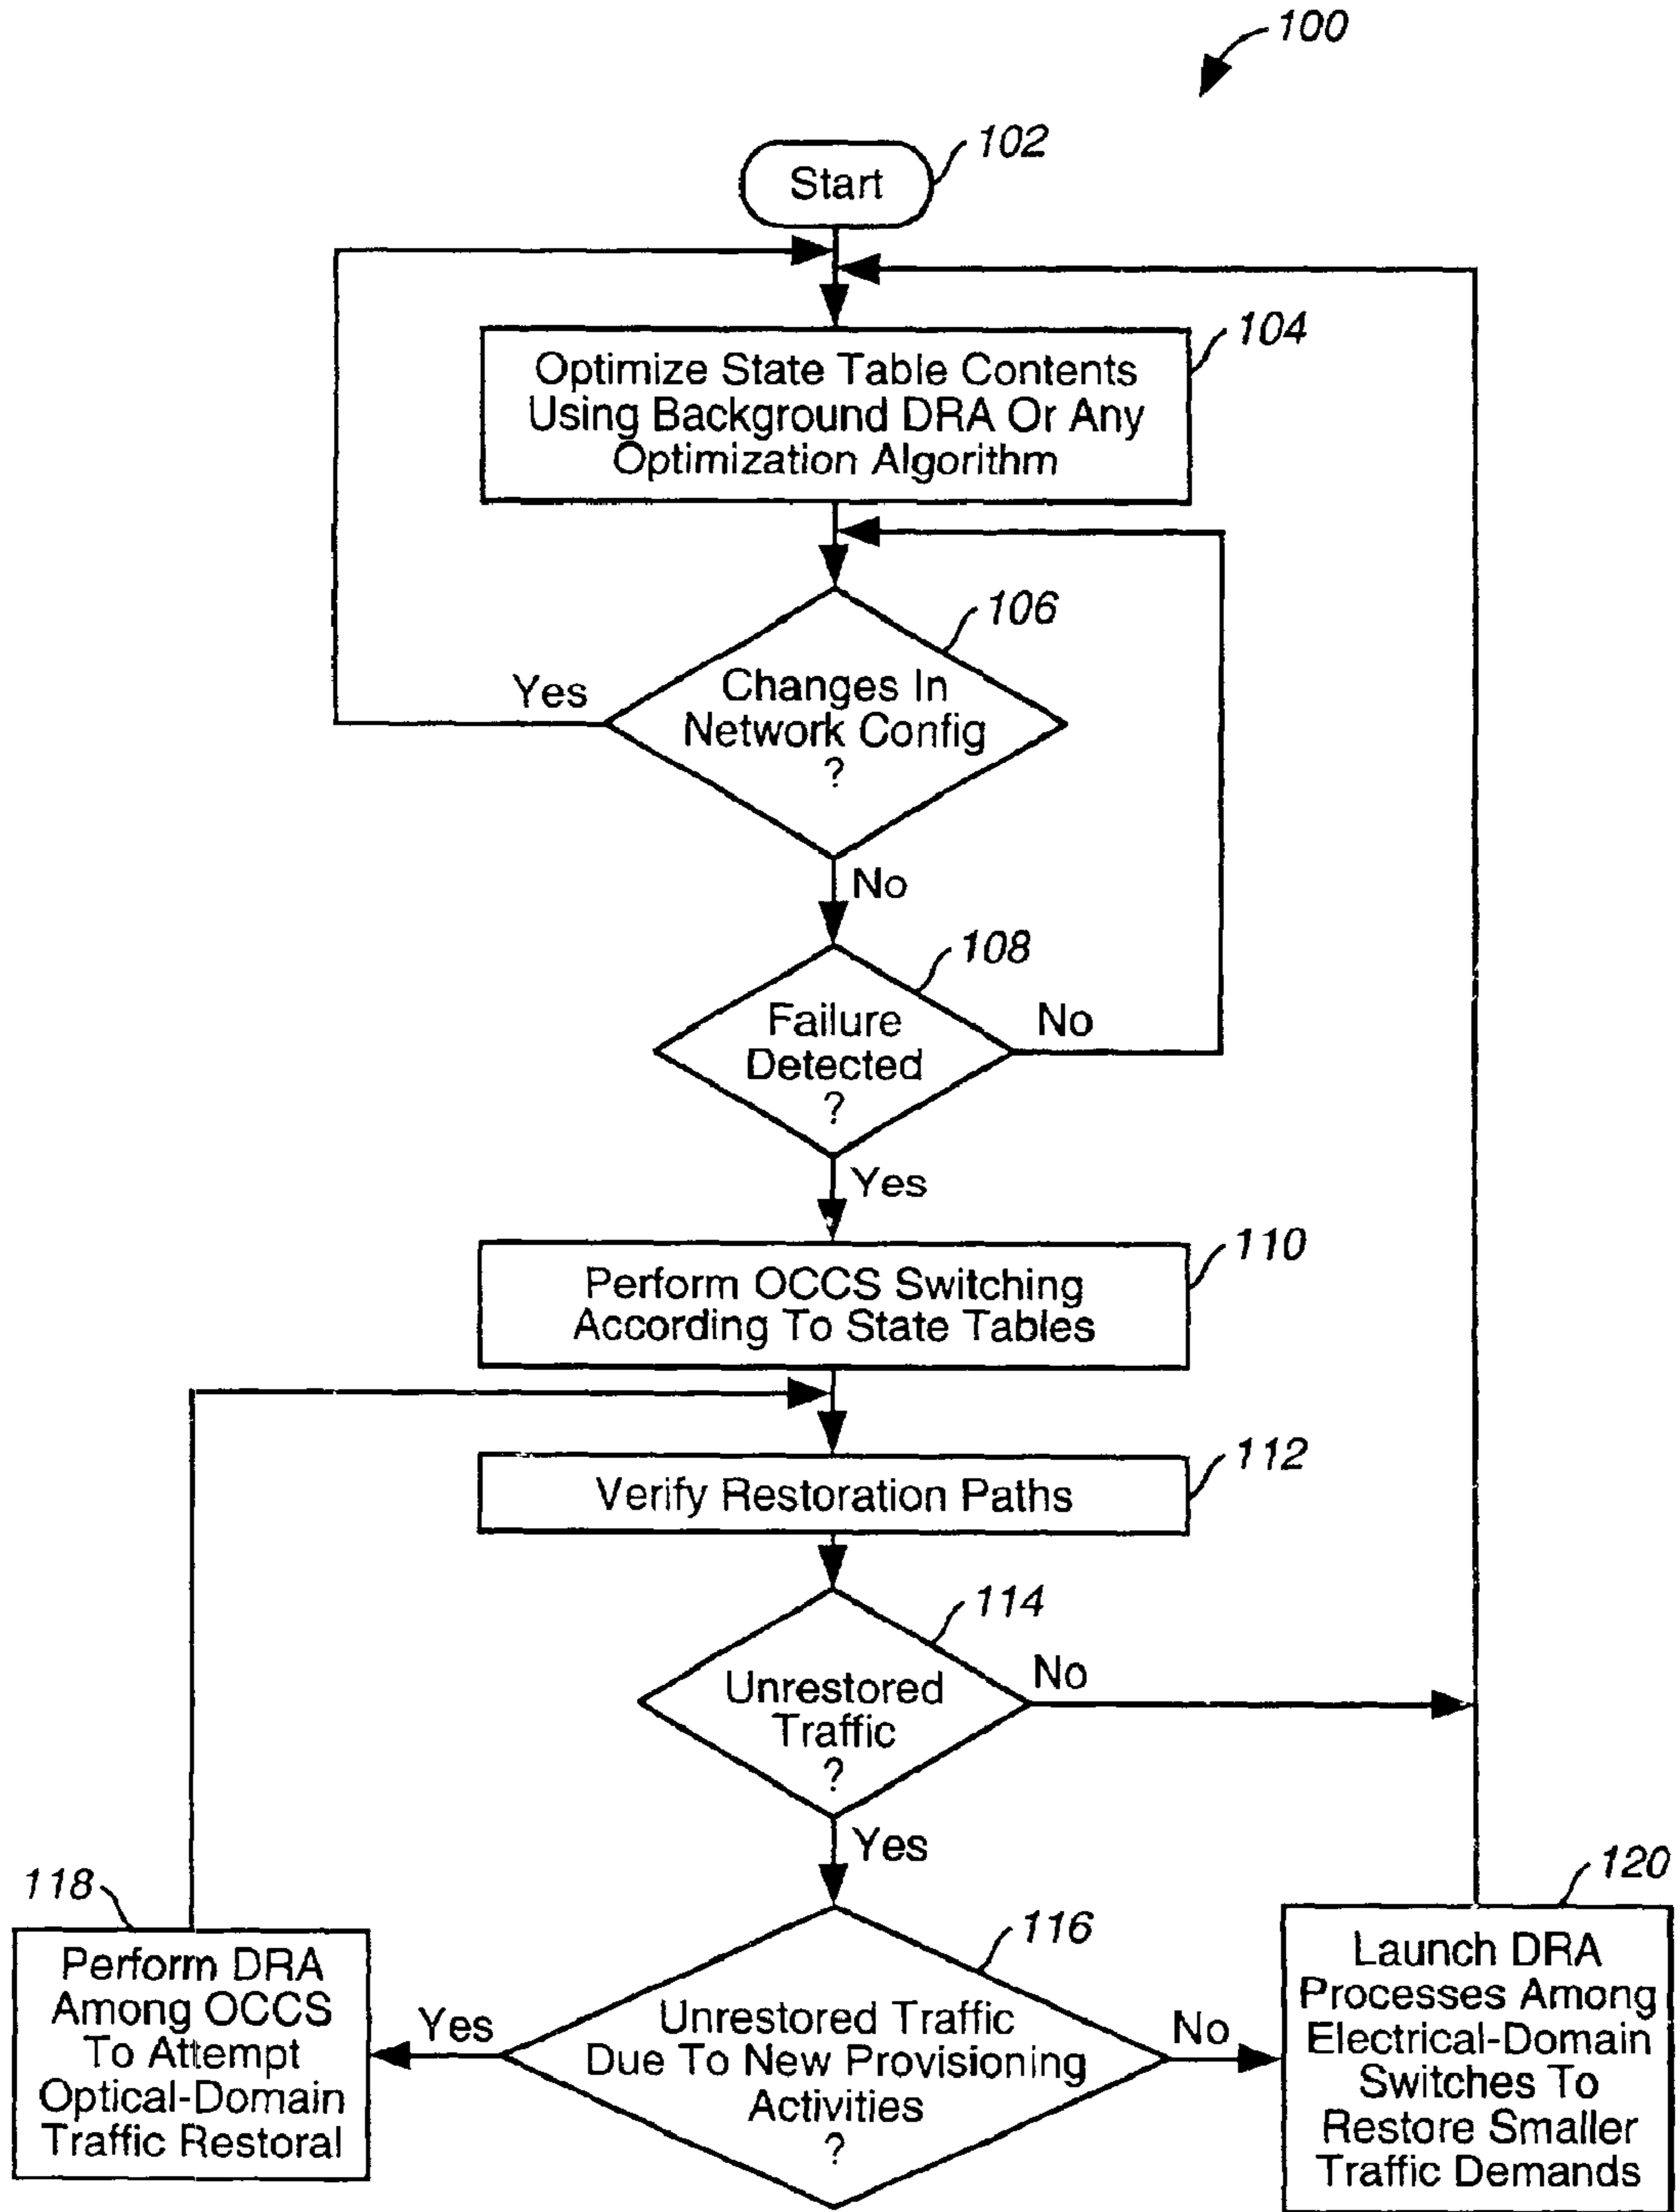 100
102
Start
104
Optimize State Table Contents
Using Background DRA Or Any
Optimization Algorithm
106
Yes
Changes In
Network Config
?
No
108
Failure
Detected
?
No
Yes
110
Perform OCCS Switching
According To State Tables
112
Verify Restoration Paths
114
Unrestored
Traffic
?
No
Yes
118
Perform DRA
Among OCCS
To Attempt
Optical-Domain
Traffic Restoral
Yes
116
Unrestored Traffic
Due To New Provisioning
Activities
?
No
120
Launch DRA
Processes Among
Electrical-Domain
Switches To
Restore Smaller
Traffic Demands